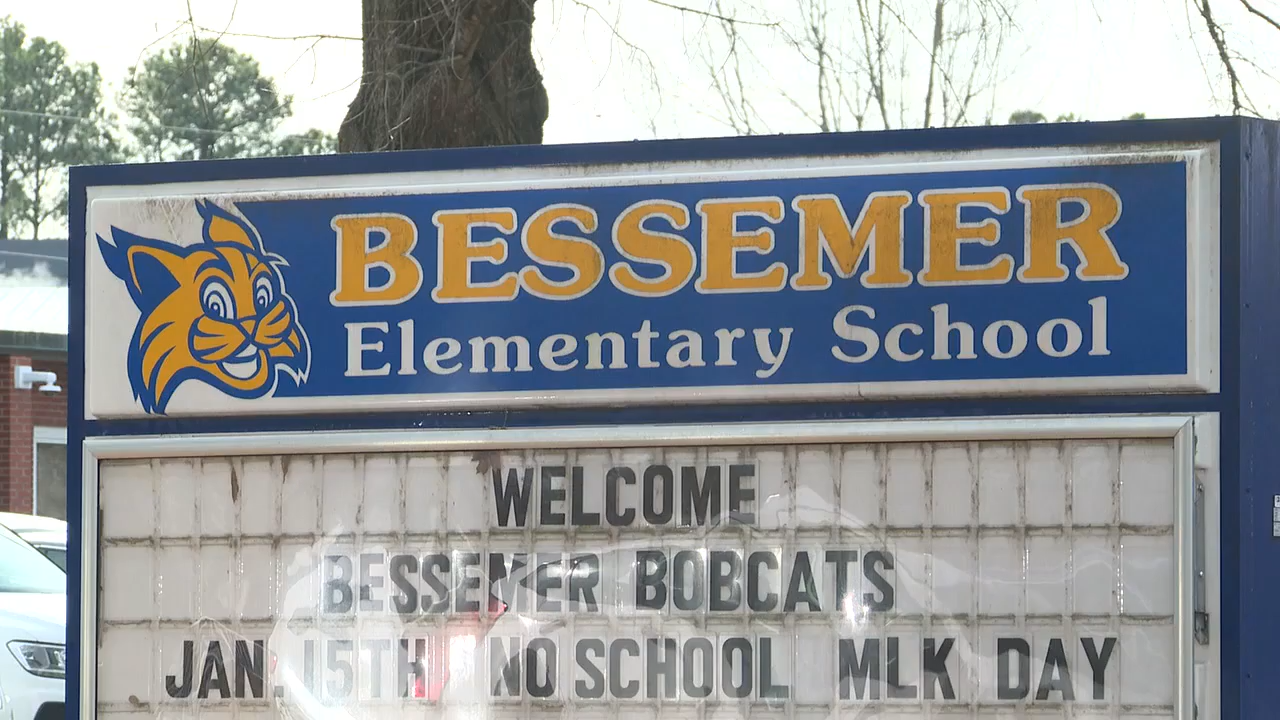 BESSEMER
Elementary School
WELCOME
BESSEMER BOBCATS
JAN. 15TH NO SCHOOL MLK DAY